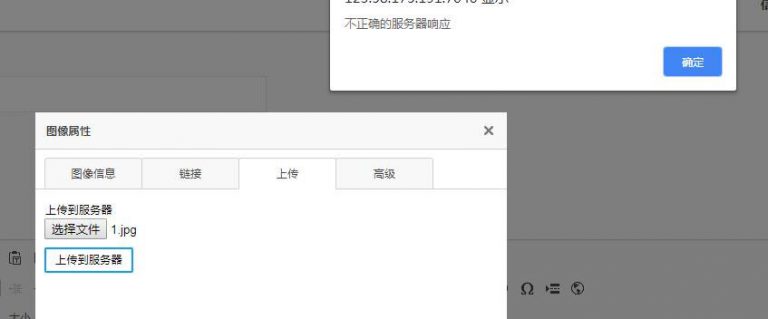 不正确的服务器响应
确定
图像属性
图像信息 链接 上传 高级
上传到服务器
选择文件 1.jpg
上传到服务器
大小